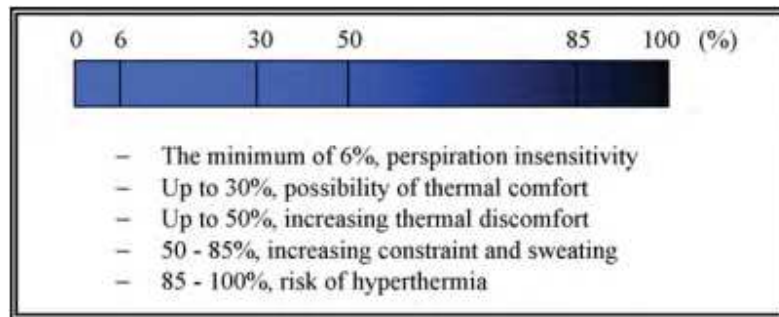 0 6 30 50 85 100 (%)
– The minimum of 6%, perspiration insensitivity
– Up to 30%, possibility of thermal comfort
– Up to 50%, increasing thermal discomfort
– 50 - 85%, increasing constraint and sweating
– 85 - 100%, risk of hyperthermia